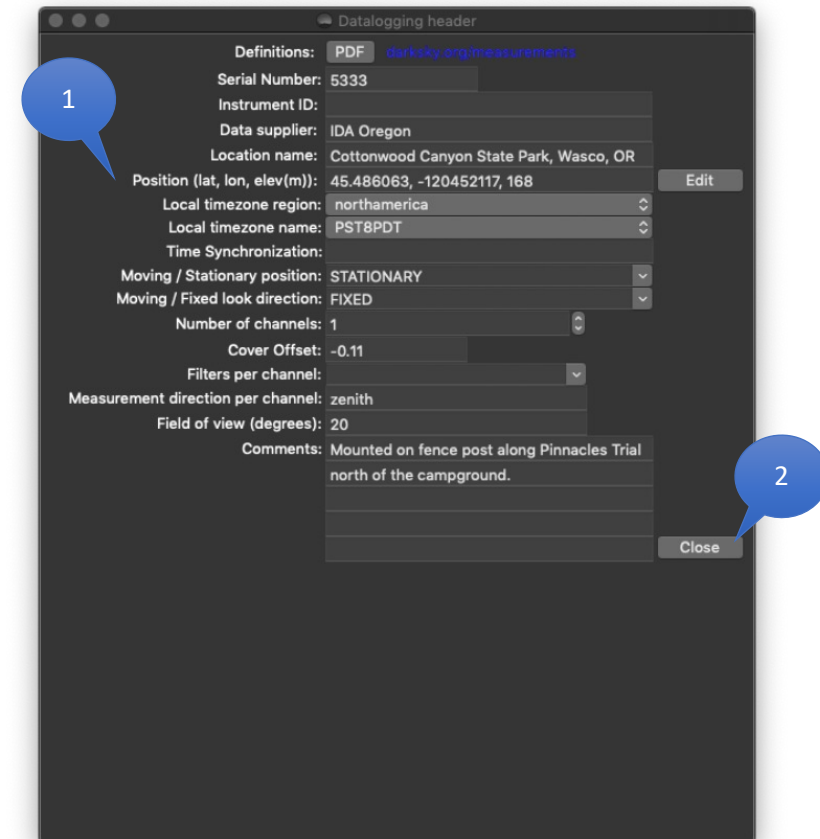 Datalogging header
Definitions: PDF darksky.org/measurements
Serial Number: 5333
Instrument ID:
Data supplier: IDA Oregon
Location name: Cottonwood Canyon State Park, Wasco, OR
1
Position (lat, lon, elev(m)): 45.486063, -120452117, 168 Edit
Local timezone region: northamerica
Local timezone name: PST8PDT
Time Synchronization:
Moving / Stationary position: STATIONARY
Moving / Fixed look direction: FIXED
Number of channels: 1
Cover Offset: -0.11
Filters per channel:
Measurement direction per channel: zenith
Field of view (degrees): 20
Comments: Mounted on fence post along Pinnacles Trial
north of the campground.
2
Close